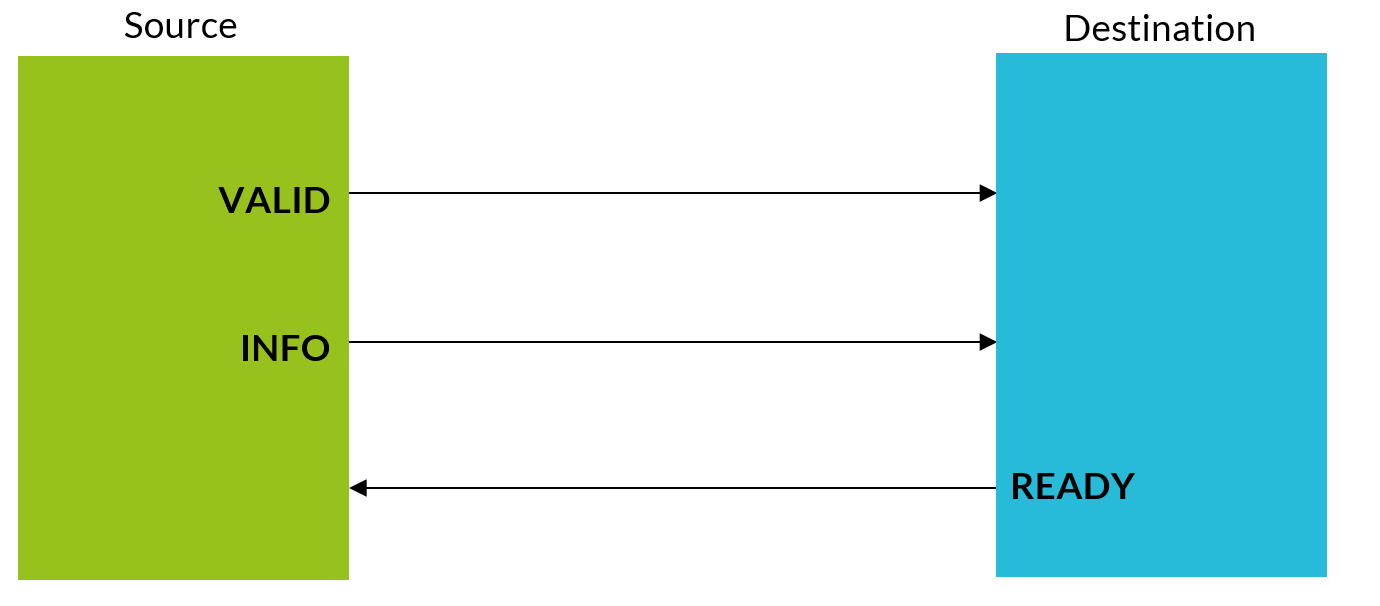 Source
Destination
VALID
INFO
READY